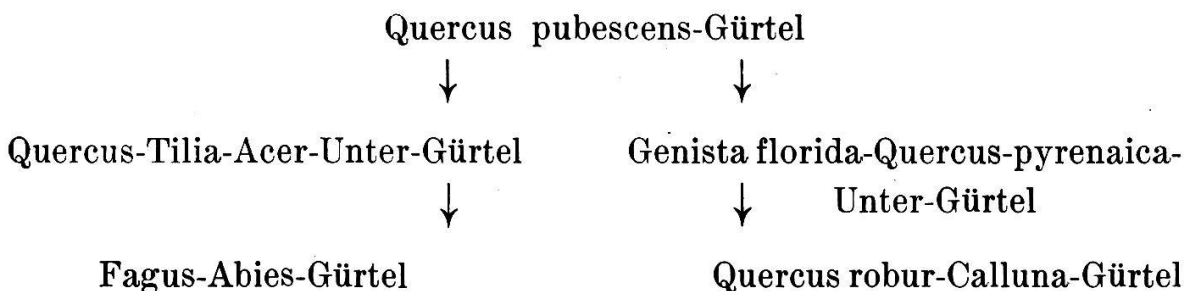 Quercus pubescens-Gürtel
↓ ↓
Quercus-Tilia-Acer-Unter-Gürtel Genista florida-Quercus-pyrenaica-
↓ ↓ Unter-Gürtel
Fagus-Abies-Gürtel Quercus robur-Calluna-Gürtel